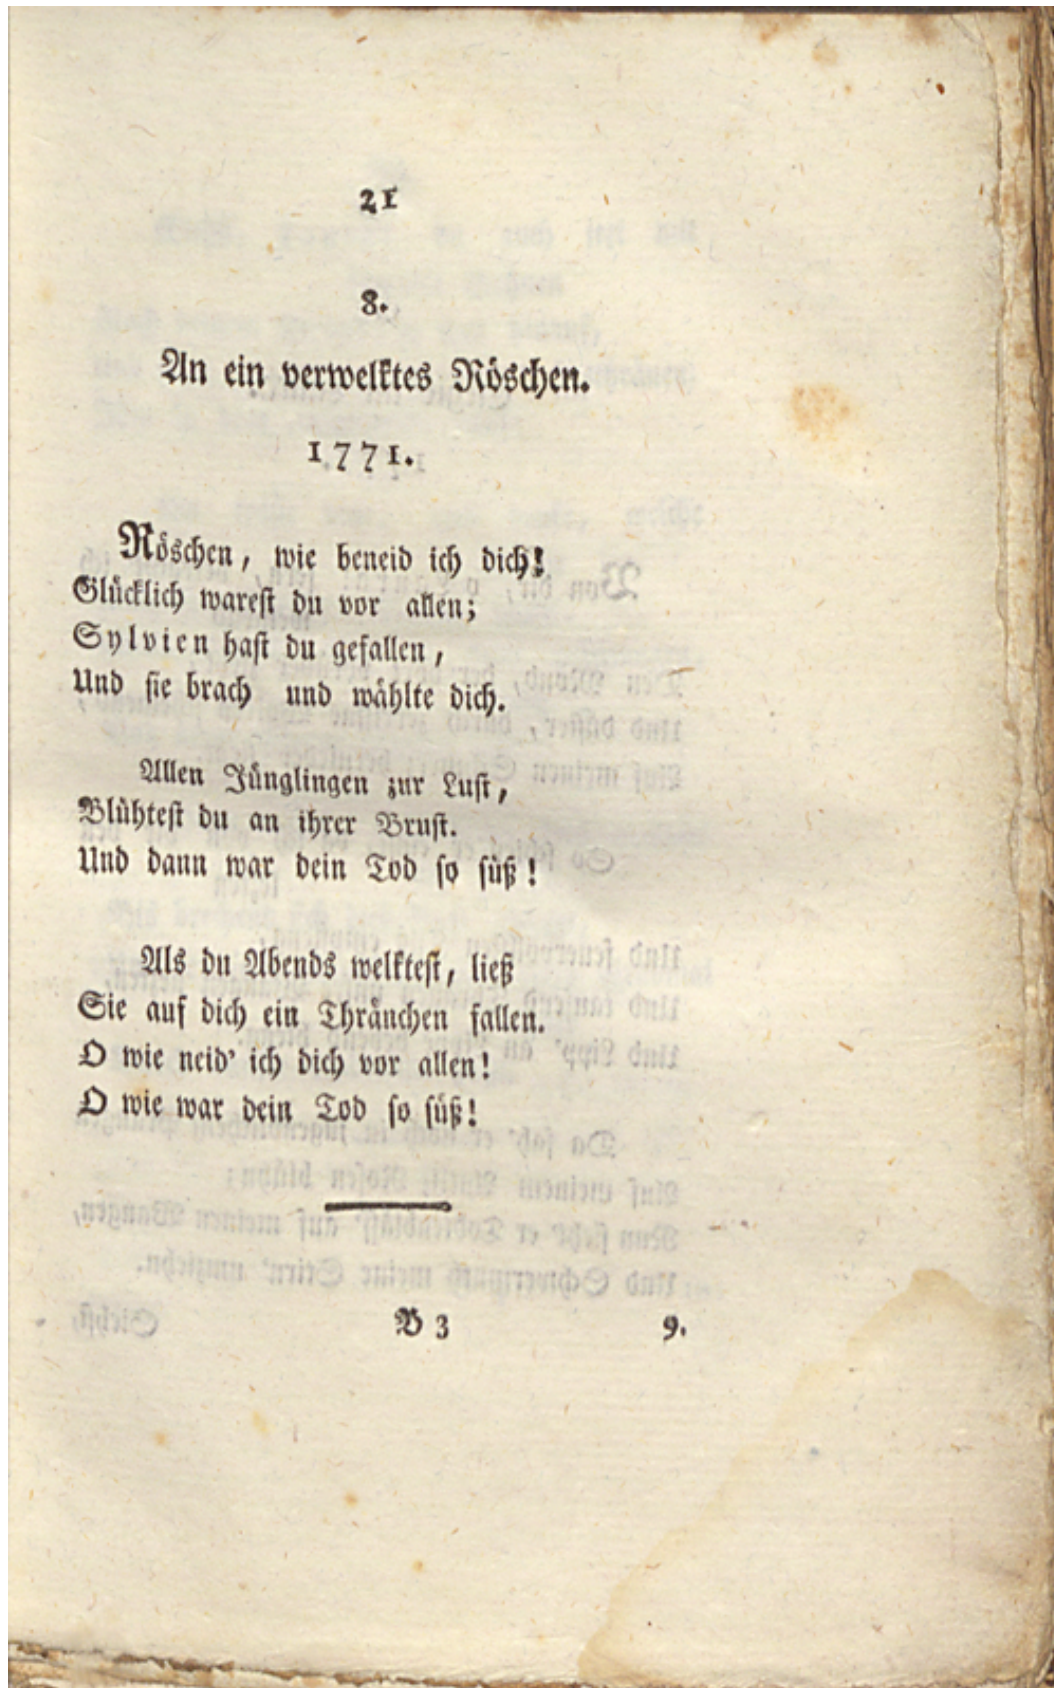 21
8.
An ein verwelktes Röschen.
1771.
Röschen, wie beneid ich dich!
Glücklich warest du vor allen;
Sylvien hast du gefallen,
Und sie brach und wählte dich.
Allen Jünglingen zur Lust,
Blühtest du an ihrer Brust.
Und dann war dein Tod so süß!
Als du Abends welktest, ließ
Sie auf dich ein Thränchen fallen.
O wie neid' ich dich vor allen!
O wie war dein Tod so süß!
B 3 9.